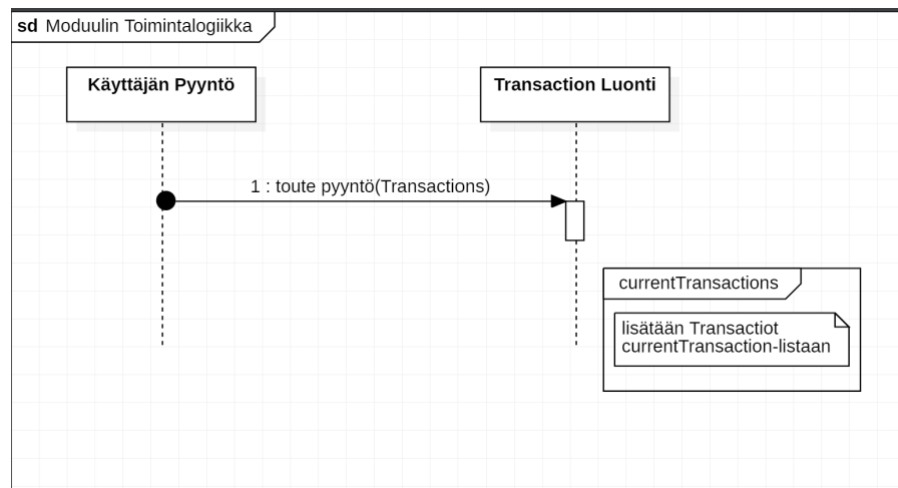 sd Moduulin Toimintalogiikka
Käyttäjän Pyyntö
Transaction Luonti
1 : toute pyyntö(Transactions)
currentTransactions
lisätään Transactiot
currentTransaction-listaan